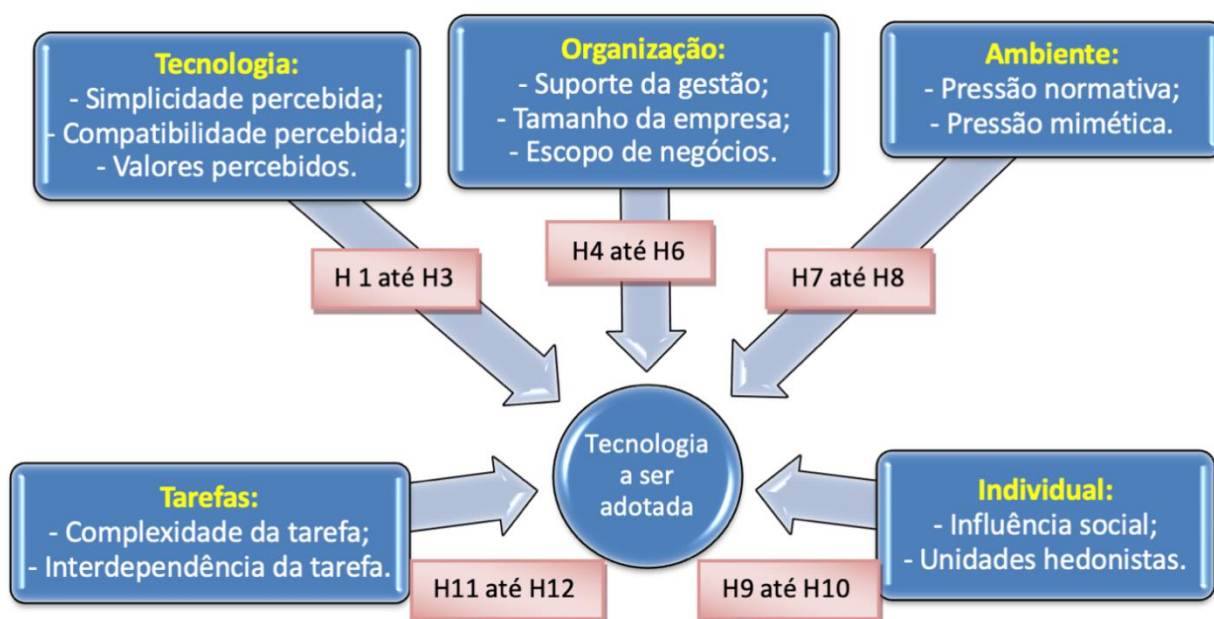 Tecnologia:
- Simplicidade percebida;
- Compatibilidade percebida;
- Valores percebidos.
Organização:
- Suporte da gestão;
- Tamanho da empresa;
- Escopo de negócios.
Ambiente:
- Pressão normativa;
- Pressão mimética.
H 1 até H3
H4 até H6
H7 até H8
Tecnologia
a ser
adotada
Tarefas:
- Complexidade da tarefa;
- Interdependência da tarefa.
Individual:
- Influência social;
- Unidades hedonistas.
H11 até H12
H9 até H10